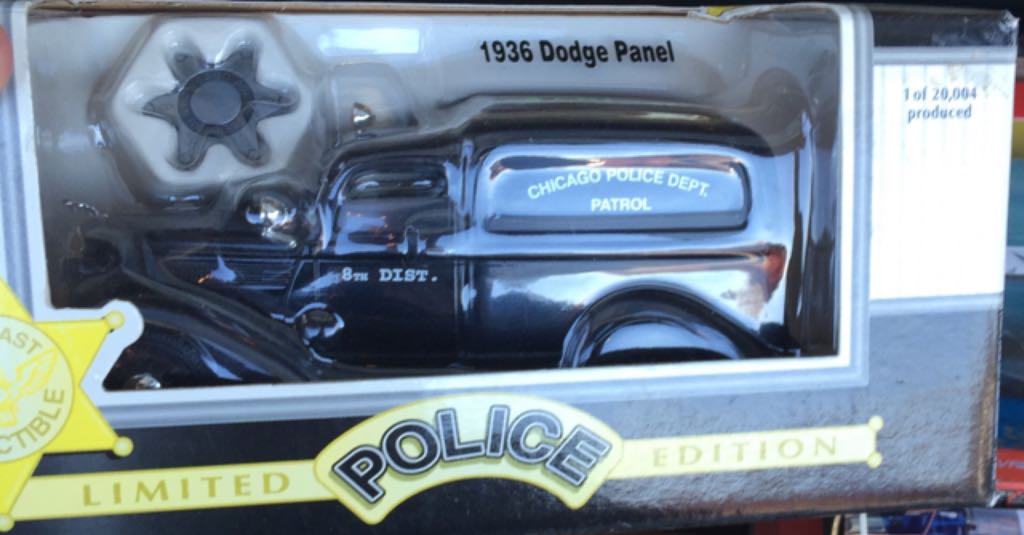 1936 Dodge Panel
1 of 20,004
produced
CHICAGO POLICE DEPT.
PATROL
8TH DIST.
LIMITED POLICE EDITION